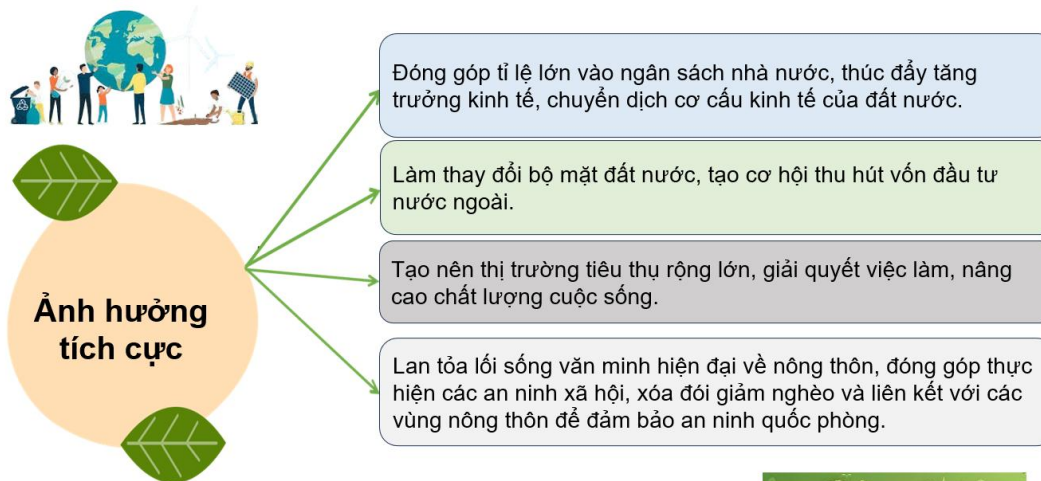 Đóng góp tỉ lệ lớn vào ngân sách nhà nước, thúc đẩy tăng
trưởng kinh tế, chuyển dịch cơ cấu kinh tế của đất nước.
Làm thay đổi bộ mặt đất nước, tạo cơ hội thu hút vốn đầu tư
nước ngoài.
Tạo nên thị trường tiêu thụ rộng lớn, giải quyết việc làm, nâng
cao chất lượng cuộc sống.
Ảnh hưởng
tích cực
Lan tỏa lối sống văn minh hiện đại về nông thôn, đóng góp thực
hiện các an ninh xã hội, xóa đói giảm nghèo và liên kết với các
vùng nông thôn để đảm bảo an ninh quốc phòng.